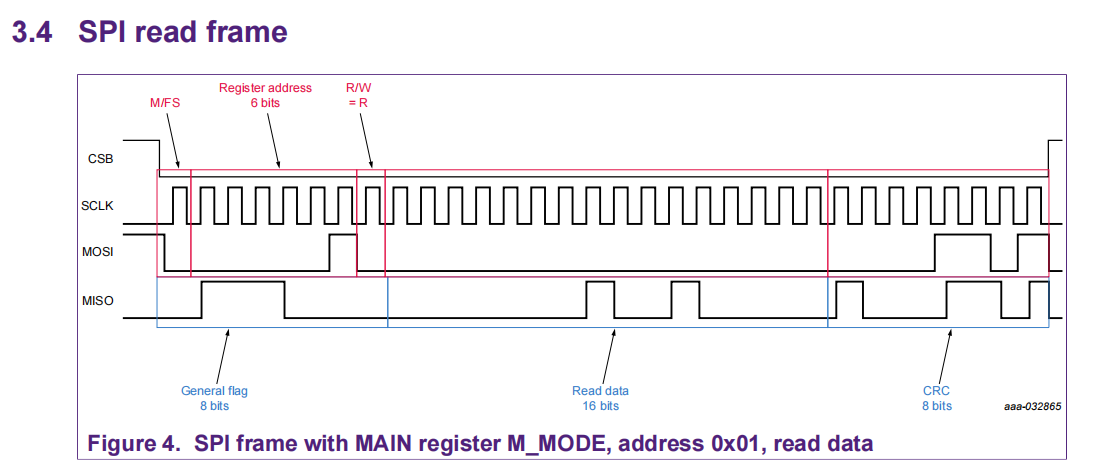 3.4 SPI read frame
M/FS
Register address
6 bits
R/W
= R
CSB
SCLK
MOSI
MISO
General flag
8 bits
Read data
16 bits
CRC
8 bits
aaa-032865
Figure 4. SPI frame with MAIN register M_MODE, address 0x01, read data